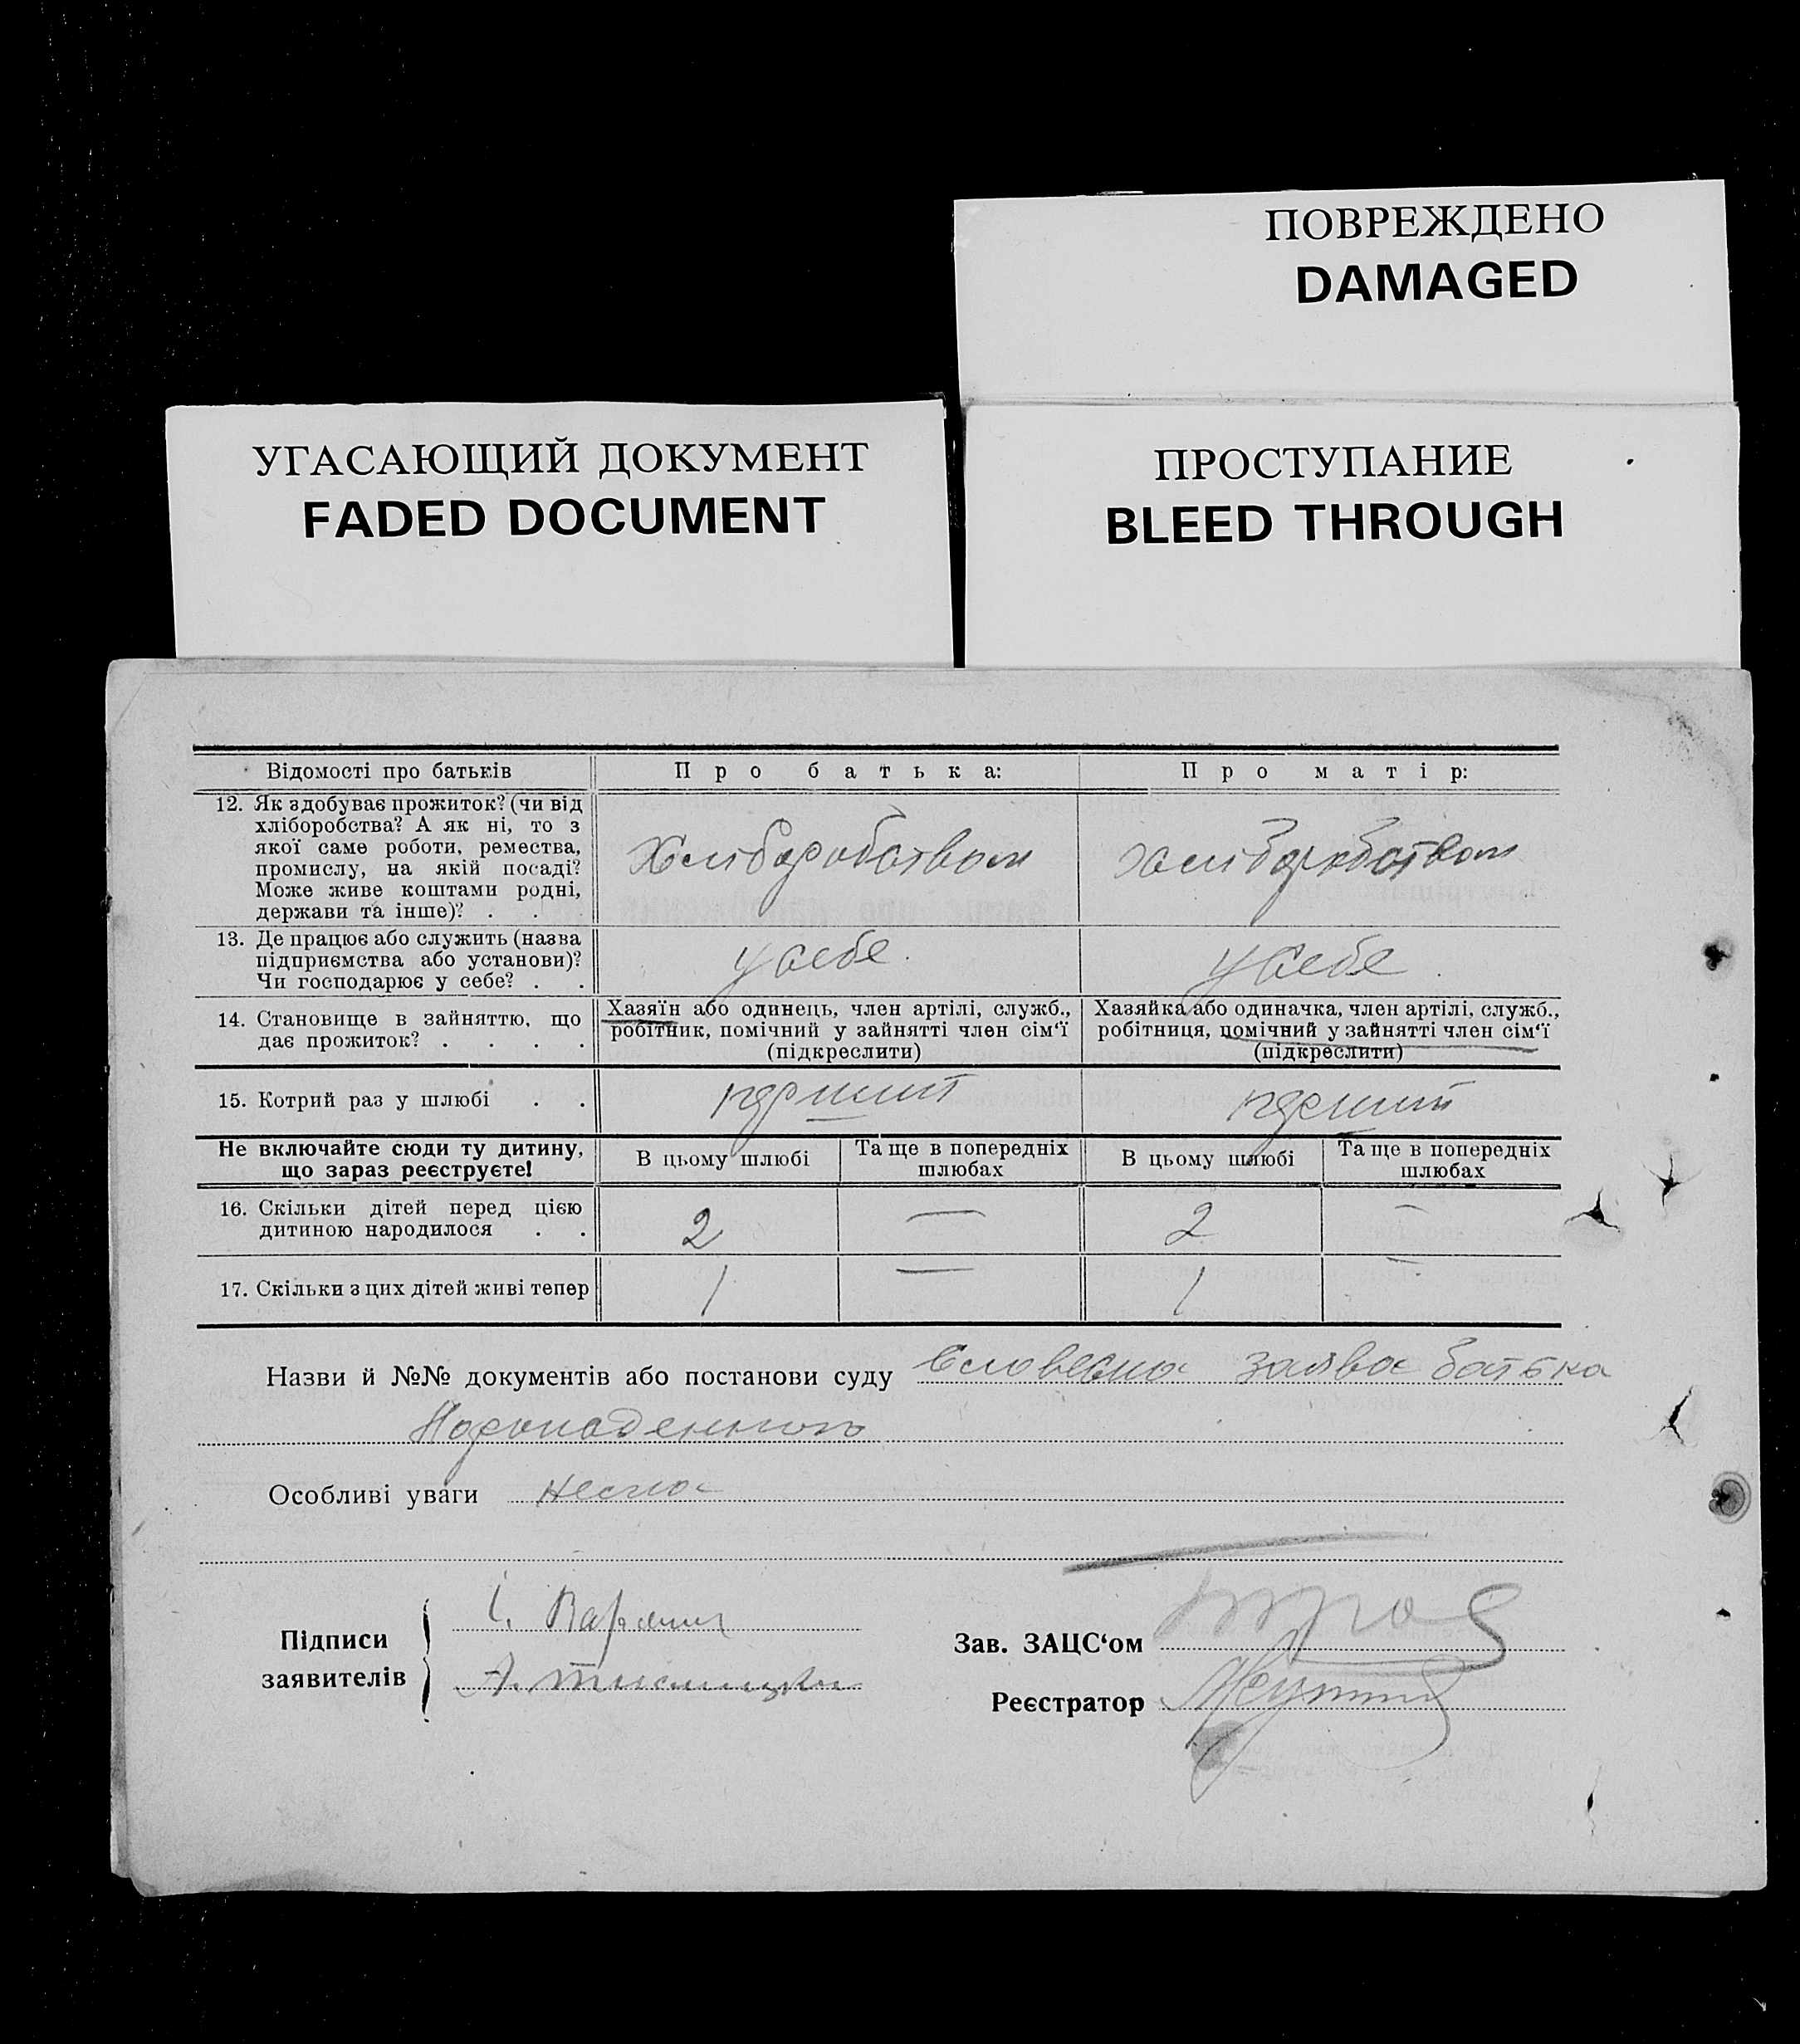 ПОВРЕЖДЕНО
DAMAGED
УГАСАЮЩИЙ ДОКУМЕНТ
FADED DOCUMENT
ПРОСТУПАНИЕ
BLEED THROUGH
Відомості про батьків
Про батька:
Про матір:
12. Як здобуває прожиток? (чи від
хліборобства? А як ні, то з
якої саме роботи, ремества,
промислу, на якій посаді?
Може живе коштами родні,
держави та інше)? . .
Хліборобством
Хліборобством
13. Де працює або служить (назва
підприємства або установи)?
Чи господарює у себе? . .
у себе.
у себе.
14. Становище в зайняттю, що
дає прожиток? . . . .
Хазяїн або одинець, член артілі, служб.,
робітник, помічний у зайнятті член сім‘ї
(підкреслити)
Хазяйка або одиначка, член артілі, служб.,
робітниця, помічний у зайнятті член сім‘ї
(підкреслити)
15. Котрий раз у шлюбі . .
перший
перший
Не включайте сюди ту дитину,
що зараз реєструєте!
В цьому шлюбі
Та ще в попередніх
шлюбах
В цьому шлюбі
Та ще в попередніх
шлюбах
16. Скільки дітей перед цією
дитиною народилося . .
2 — 2 —
17. Скільки з цих дітей живі тепер
1 — 1 —
Назви й №№ документів або постанови суду Словесна заява батька
Особливі уваги нема
Підписи
заявителів
Зав. ЗАЦС‘ом
Реєстратор